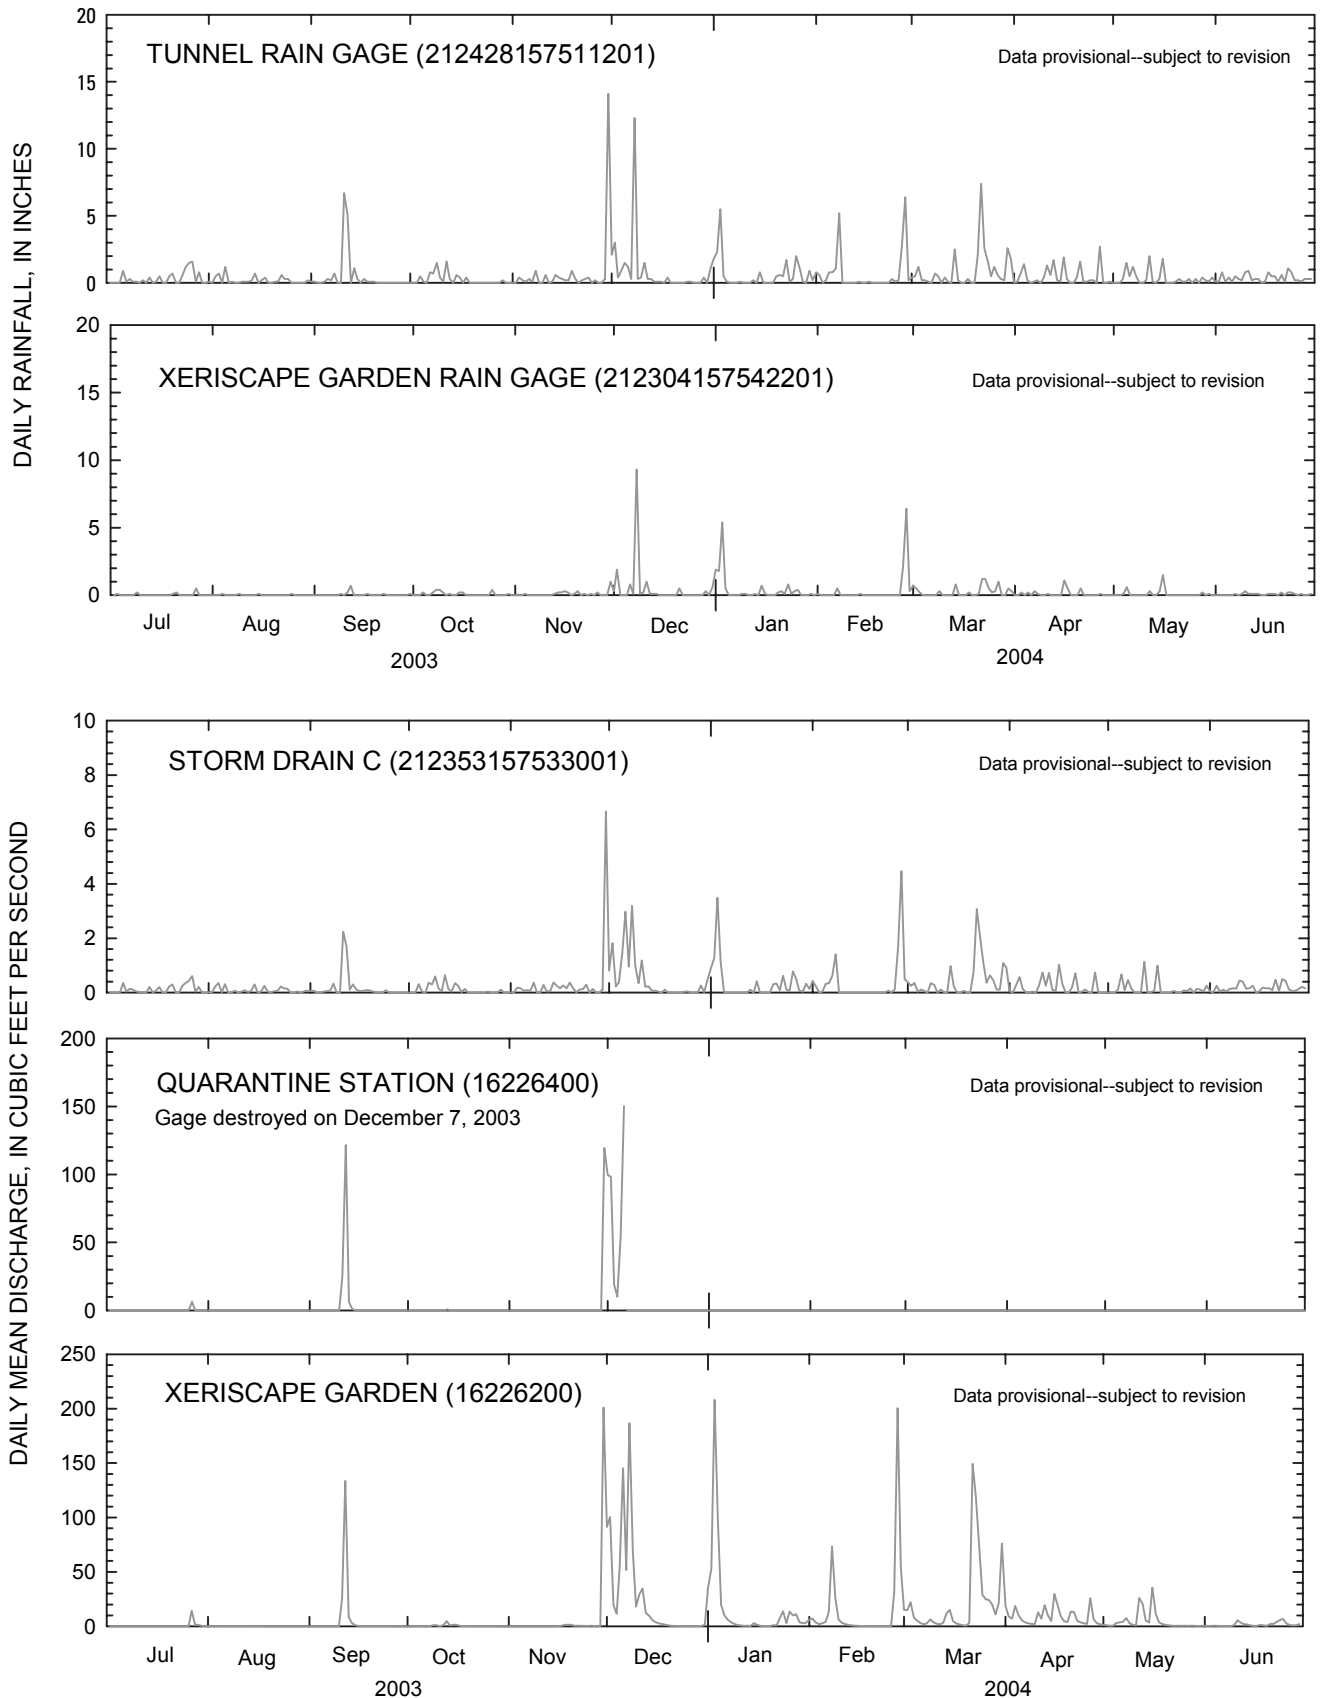 DAILY RAINFALL, IN INCHES
20
15
10
5
0
TUNNEL RAIN GAGE (212428157511201)
Data provisional--subject to revision
20
15
10
5
0
XERISCAPE GARDEN RAIN GAGE (212304157542201)
Data provisional--subject to revision
Jul Aug Sep Oct Nov Dec Jan Feb Mar Apr May Jun
2003 2004
DAILY MEAN DISCHARGE, IN CUBIC FEET PER SECOND
10
8
6
4
2
0
STORM DRAIN C (212353157533001)
Data provisional--subject to revision
200
150
100
50
0
QUARANTINE STATION (16226400)
Data provisional--subject to revision
Gage destroyed on December 7, 2003
250
200
150
100
50
0
XERISCAPE GARDEN (16226200)
Data provisional--subject to revision
Jul Aug Sep Oct Nov Dec Jan Feb Mar Apr May Jun
2003 2004